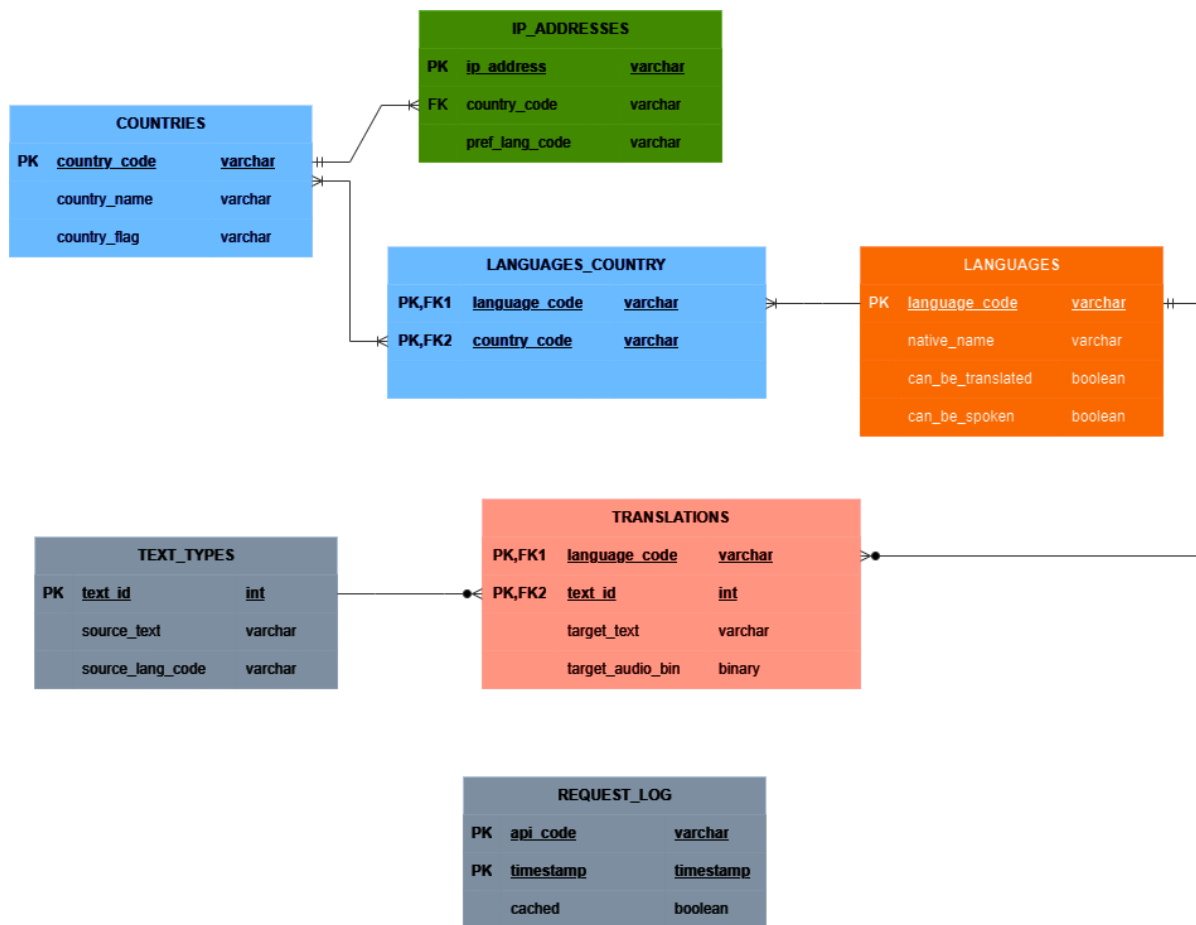 IP_ADDRESSES
PK ip_address varchar
FK country_code varchar
pref_lang_code varchar
COUNTRIES
PK country_code varchar
country_name varchar
country_flag varchar
LANGUAGES_COUNTRY
PK,FK1 language_code varchar
PK,FK2 country_code varchar
LANGUAGES
PK language_code varchar
native_name varchar
can_be_translated boolean
can_be_spoken boolean
TEXT_TYPES
PK text_id int
source_text varchar
source_lang_code varchar
TRANSLATIONS
PK,FK1 language_code varchar
PK,FK2 text_id int
target_text varchar
target_audio_bin binary
REQUEST_LOG
PK api_code varchar
PK timestamp timestamp
cached boolean